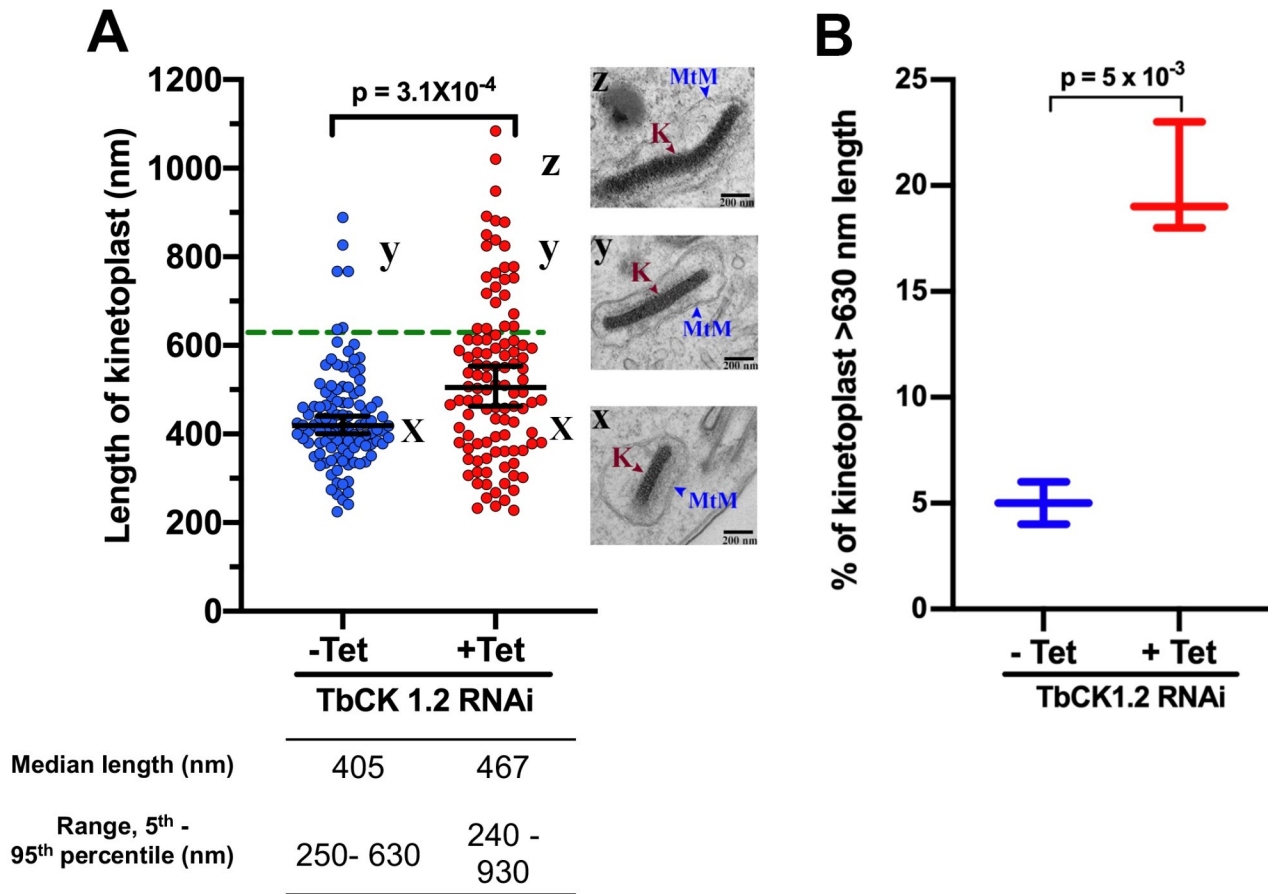 A
Length of kinetoplast (nm)
1200
1000
800
600
400
200
0
p = 3.1X10⁻⁴
y
x
z
y
x
-Tet
+Tet
TbCK 1.2 RNAi
z
MtM
K
200 nm
y
K
MtM
200 nm
x
K
MtM
200 nm
Median length (nm) 405 467
Range, 5ᵗʰ -
95ᵗʰ percentile (nm) 250- 630 240 -
930
B
% of kinetoplast >630 nm length
25
20
15
10
5
0
p = 5 x 10⁻³
- Tet
+ Tet
TbCK1.2 RNAi